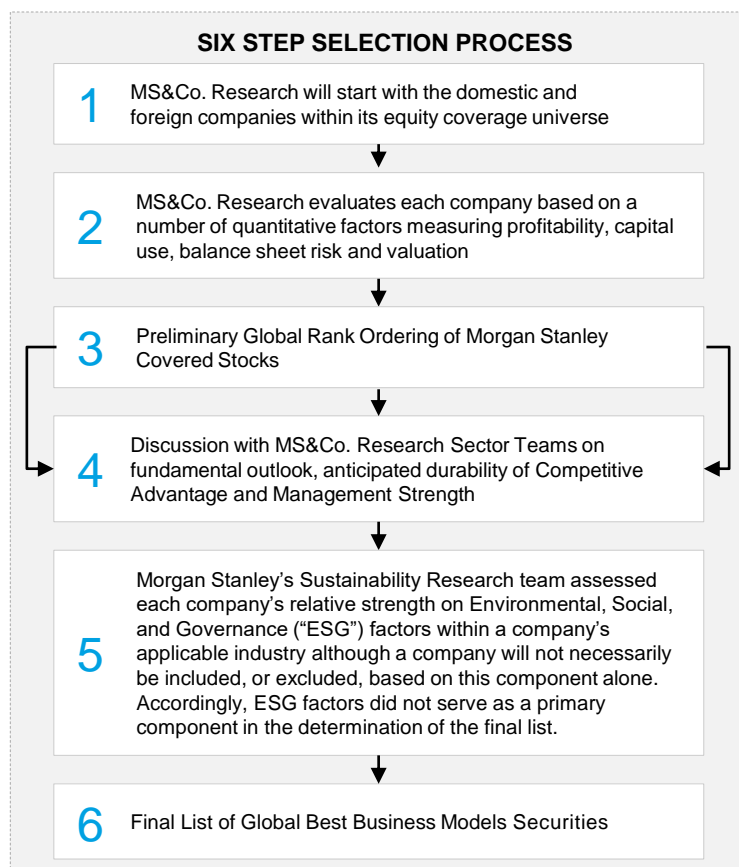 SIX STEP SELECTION PROCESS
1
MS&Co. Research will start with the domestic and
foreign companies within its equity coverage universe
2
MS&Co. Research evaluates each company based on a
number of quantitative factors measuring profitability, capital
use, balance sheet risk and valuation
3
Preliminary Global Rank Ordering of Morgan Stanley
Covered Stocks
4
Discussion with MS&Co. Research Sector Teams on
fundamental outlook, anticipated durability of Competitive
Advantage and Management Strength
5
Morgan Stanley’s Sustainability Research team assessed
each company’s relative strength on Environmental, Social,
and Governance (“ESG”) factors within a company’s
applicable industry although a company will not necessarily
be included, or excluded, based on this component alone.
Accordingly, ESG factors did not serve as a primary
component in the determination of the final list.
6
Final List of Global Best Business Models Securities